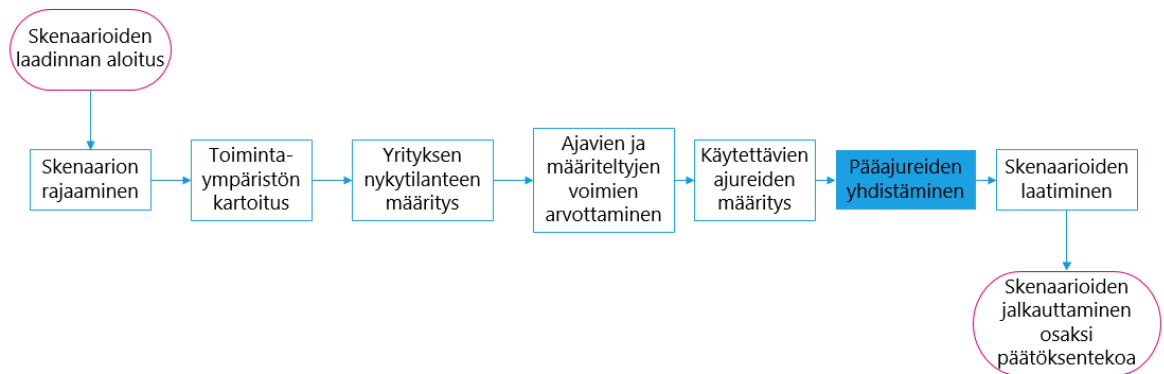 Skenaarioiden
laadinnan aloitus
Skenaarion
rajaaminen
Toiminta-
ympäristön
kartoitus
Yrityksen
nykytilanteen
määritys
Ajavien ja
määriteltyjen
voimien
arvottaminen
Käytettävien
ajureiden
määritys
Pääajureiden
yhdistäminen
Skenaarioiden
laatiminen
Skenaarioiden
jalkauttaminen
osaksi
päätöksentekoa